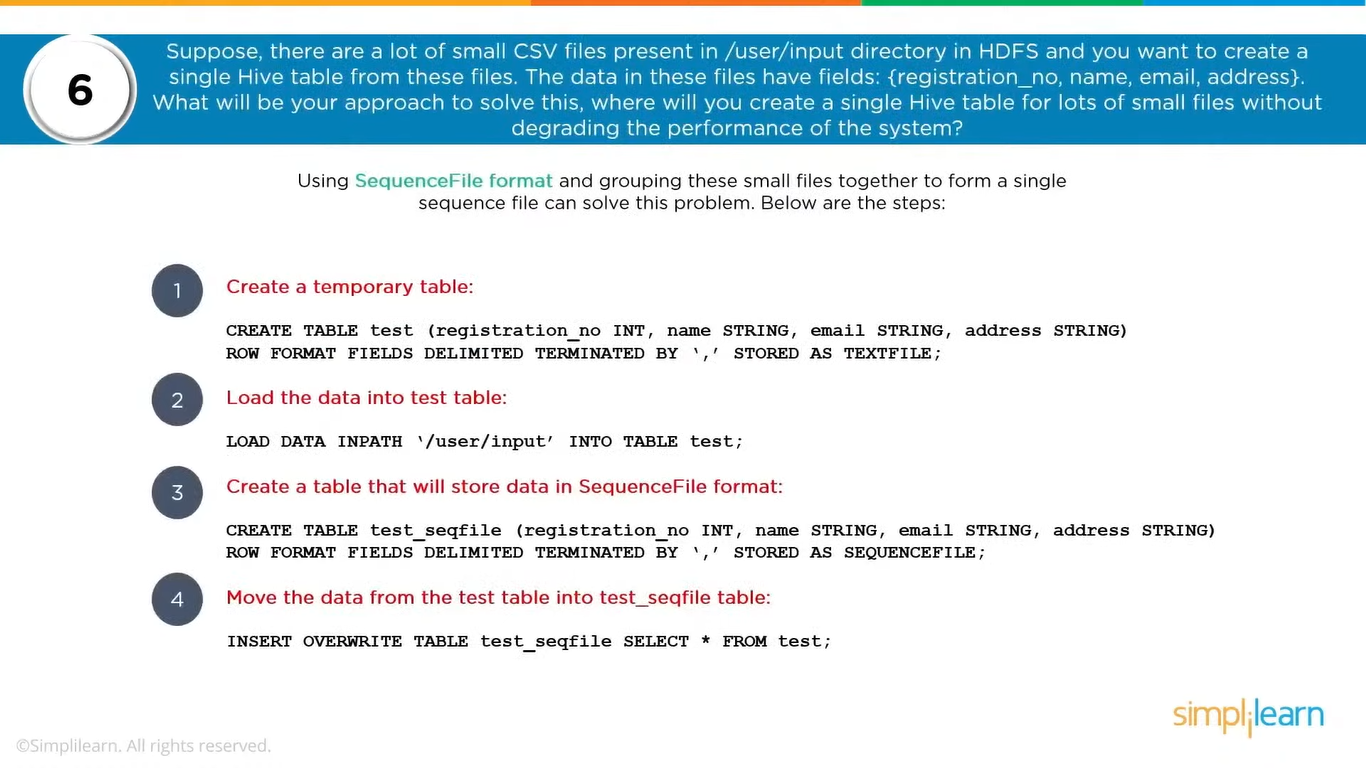 6
Suppose, there are a lot of small CSV files present in /user/input directory in HDFS and you want to create a
single Hive table from these files. The data in these files have fields: {registration_no, name, email, address}.
What will be your approach to solve this, where will you create a single Hive table for lots of small files without
degrading the performance of the system?
Using SequenceFile format and grouping these small files together to form a single
sequence file can solve this problem. Below are the steps:
1
Create a temporary table:
CREATE TABLE test (registration_no INT, name STRING, email STRING, address STRING)
ROW FORMAT FIELDS DELIMITED TERMINATED BY ‘,’ STORED AS TEXTFILE;
2
Load the data into test table:
LOAD DATA INPATH ‘/user/input’ INTO TABLE test;
3
Create a table that will store data in SequenceFile format:
CREATE TABLE test_seqfile (registration_no INT, name STRING, email STRING, address STRING)
ROW FORMAT FIELDS DELIMITED TERMINATED BY ‘,’ STORED AS SEQUENCEFILE;
4
Move the data from the test table into test_seqfile table:
INSERT OVERWRITE TABLE test_seqfile SELECT * FROM test;
simplilearn
©Simplilearn. All rights reserved.